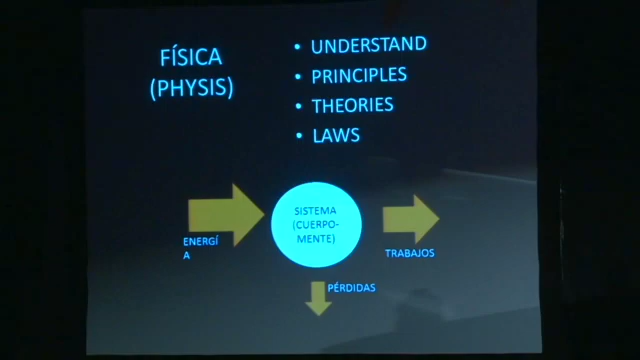 FÍSICA
(PHYSIS)
• UNDERSTAND
• PRINCIPLES
• THEORIES
• LAWS
ENERGÍ
A
SISTEMA
(CUERPO-
MENTE)
TRABAJOS
PÉRDIDAS